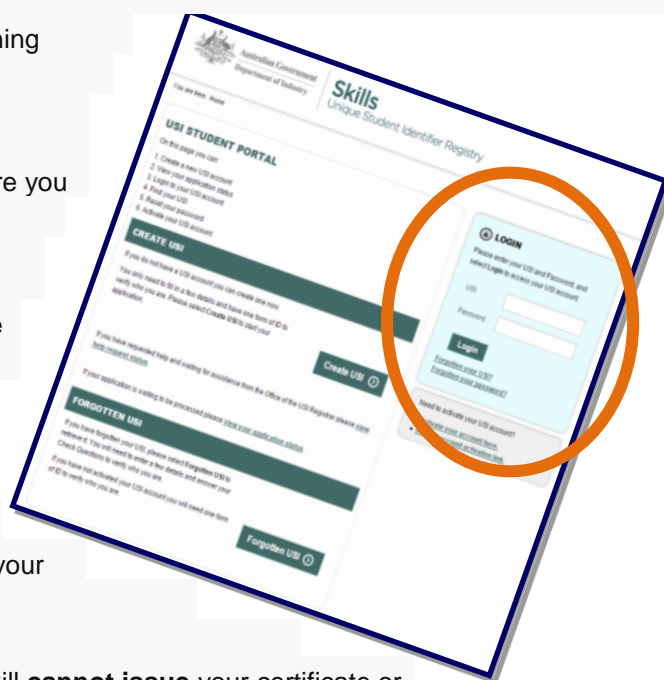 ning
re you
e
your
ill cannot issue your certificate or
Australian Government
Department of Industry
Skills
Unique Student Identifier Registry
You are here: Home
USI STUDENT PORTAL
On this page you can:
1. Create a new USI account
2. View your application status
3. Login to your USI account
4. Find your USI
5. Reset your password
6. Activate your USI account
CREATE USI
If you do not have a USI account you can create one now.
You only need to fill in a few details and have one form of ID to
verify who you are. Please select Create USI to start your
application.
Create USI
If you have requested help and waiting for assistance from the Office of the USI Registrar please view
help request status.
If your application is waiting to be processed please view your application status.
FORGOTTEN USI
If you have forgotten your USI, please select Forgotten USI to
retrieve it. You will need to enter a few details and answer your
Check Questions to verify who you are.
If you have not activated your USI account you will need one form
of ID to verify who you are.
Forgotten USI
LOGIN
Please enter your USI and Password, and
select Login to access your USI account.
USI
Password
Login
Forgotten your USI?
Forgotten your password?
Need to activate your USI account?
your account here.
account activation link.